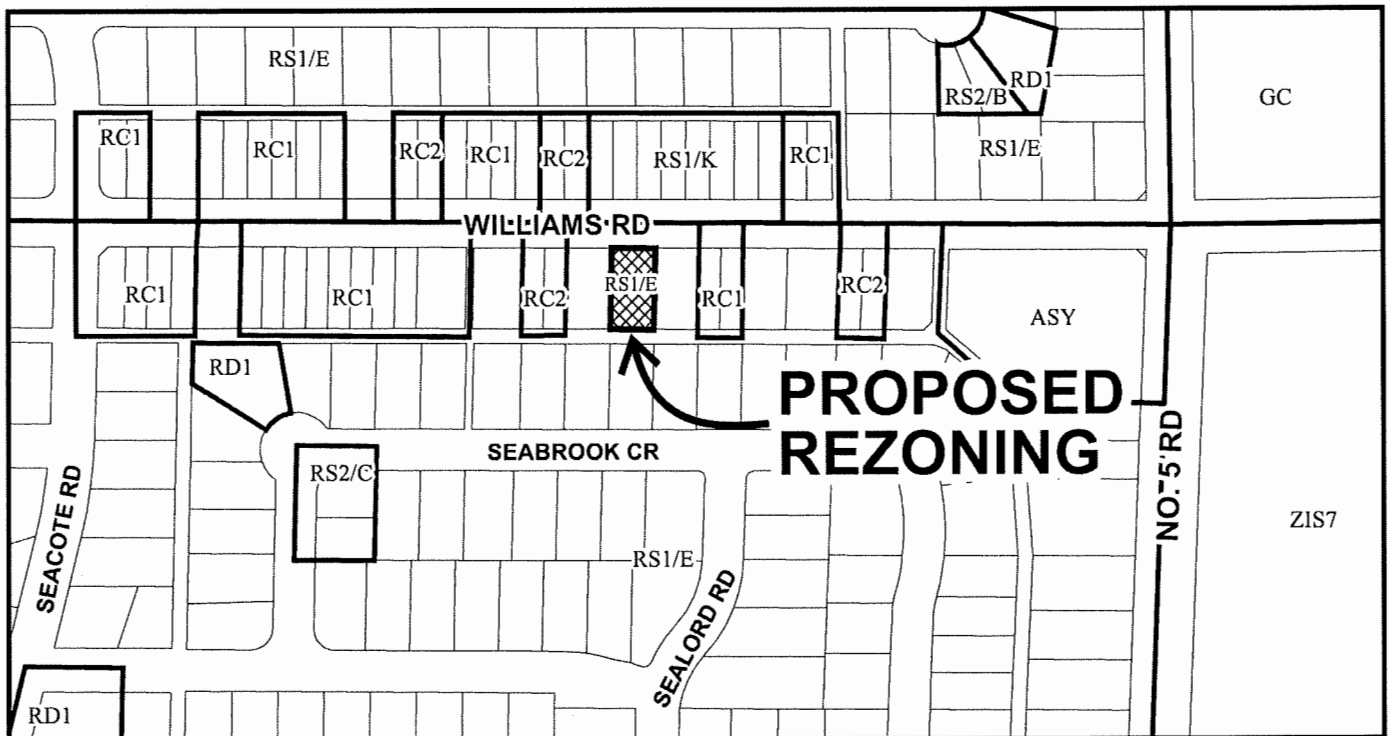 RS1/E
RS2/B
RD1
GC
RC1
RC1
RC2
RC1
RC2
RS1/K
RC1
RS1/E
WILLIAMS RD
RC1
RC1
RC2
RS1/E
RC1
RC2
ASY
RD1
PROPOSED
REZONING
SEABROOK CR
NO. 5 RD
RS2/C
SEACOTE RD
ZIS7
RS1/E
SEALORD RD
RD1